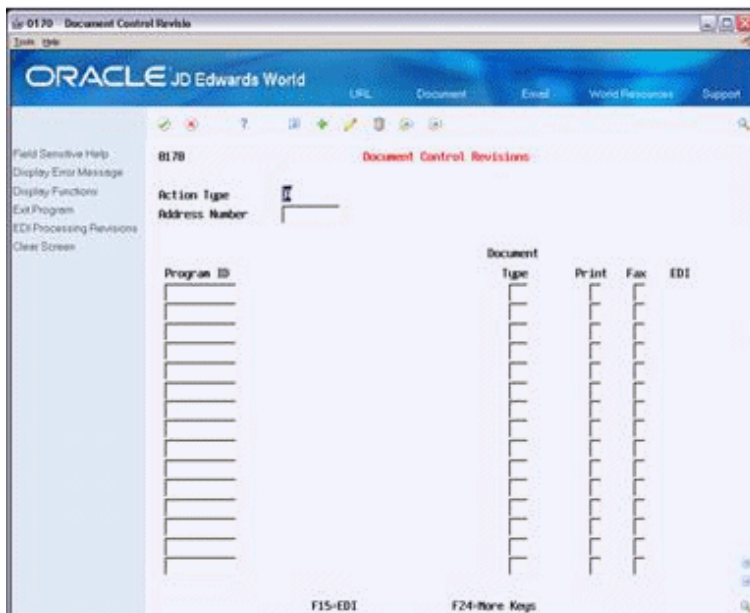 0170 Document Control Revisio
Tools Help
ORACLE JD Edwards World
URL Document Email World Resources Support
Field Sensitive Help
Display Error Message
Display Functions
Exit Program
EDI Processing Revisions
Clear Screen
0170 Document Control Revisions
Action Type I
Address Number
Document
Program ID Type Print Fax EDI
F15=EDI F24=More Keys